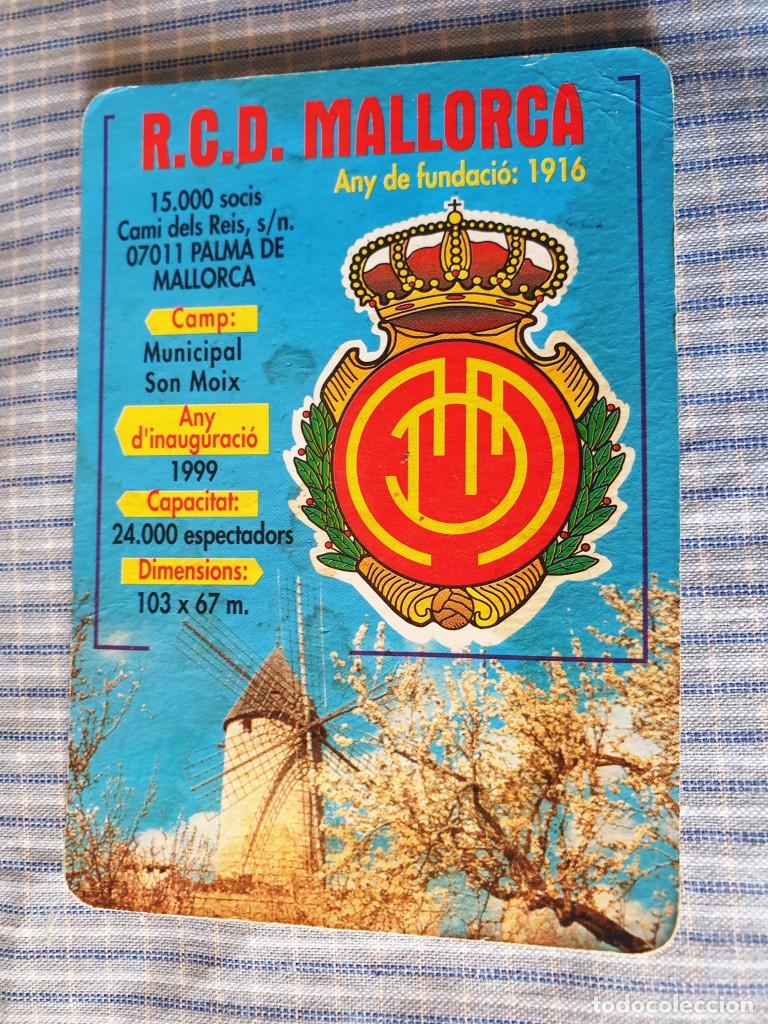 R.C.D. MALLORCA
Any de fundació: 1916
15.000 socis
Cami dels Reis, s/n.
07011 PALMA DE
MALLORCA
Camp:
Municipal
Son Moix
Any
d'inauguració
1999
Capacitat:
24.000 espectadors
Dimensions:
103 x 67 m.
todocoleccion